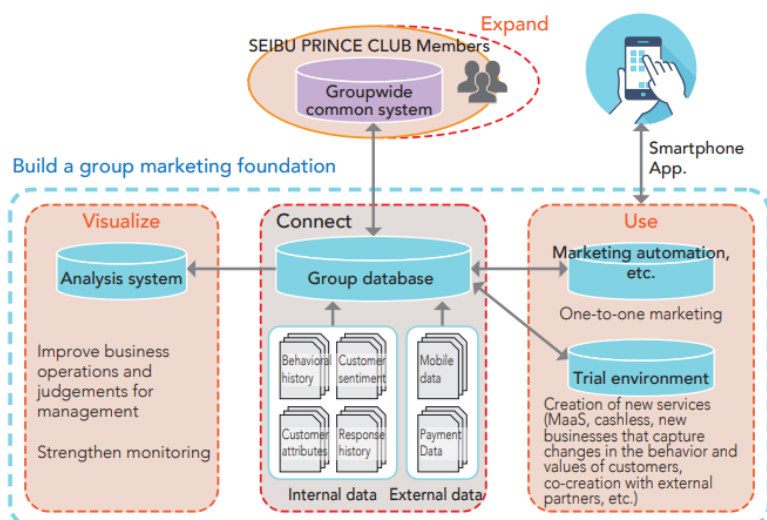 Expand
SEIBU PRINCE CLUB Members
Groupwide
common system
Smartphone
App.
Build a group marketing foundation
Visualize
Analysis system
Improve business
operations and
judgements for
management
Strengthen monitoring
Connect
Group database
Behavioral
history
Customer
sentiment
Customer
attributes
Response
history
Internal data
Mobile
data
Payment
Data
External data
Use
Marketing automation,
etc.
One-to-one marketing
Trial environment
Creation of new services
(MaaS, cashless, new
businesses that capture
changes in the behavior and
values of customers,
co-creation with external
partners, etc.)